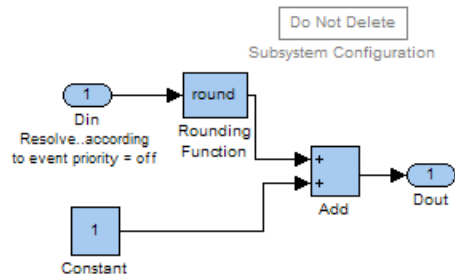 Do Not Delete
Subsystem Configuration
1
Din
Resolve..according
to event priority = off
round
Rounding
Function
+
+
Add
1
Dout
1
Constant